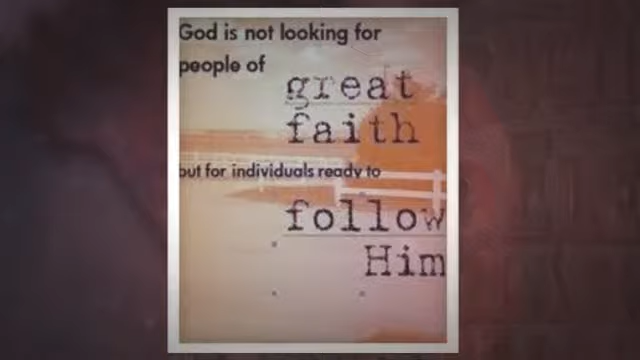 God is not looking for
people of
great
faith
but for individuals ready to
follow
Him